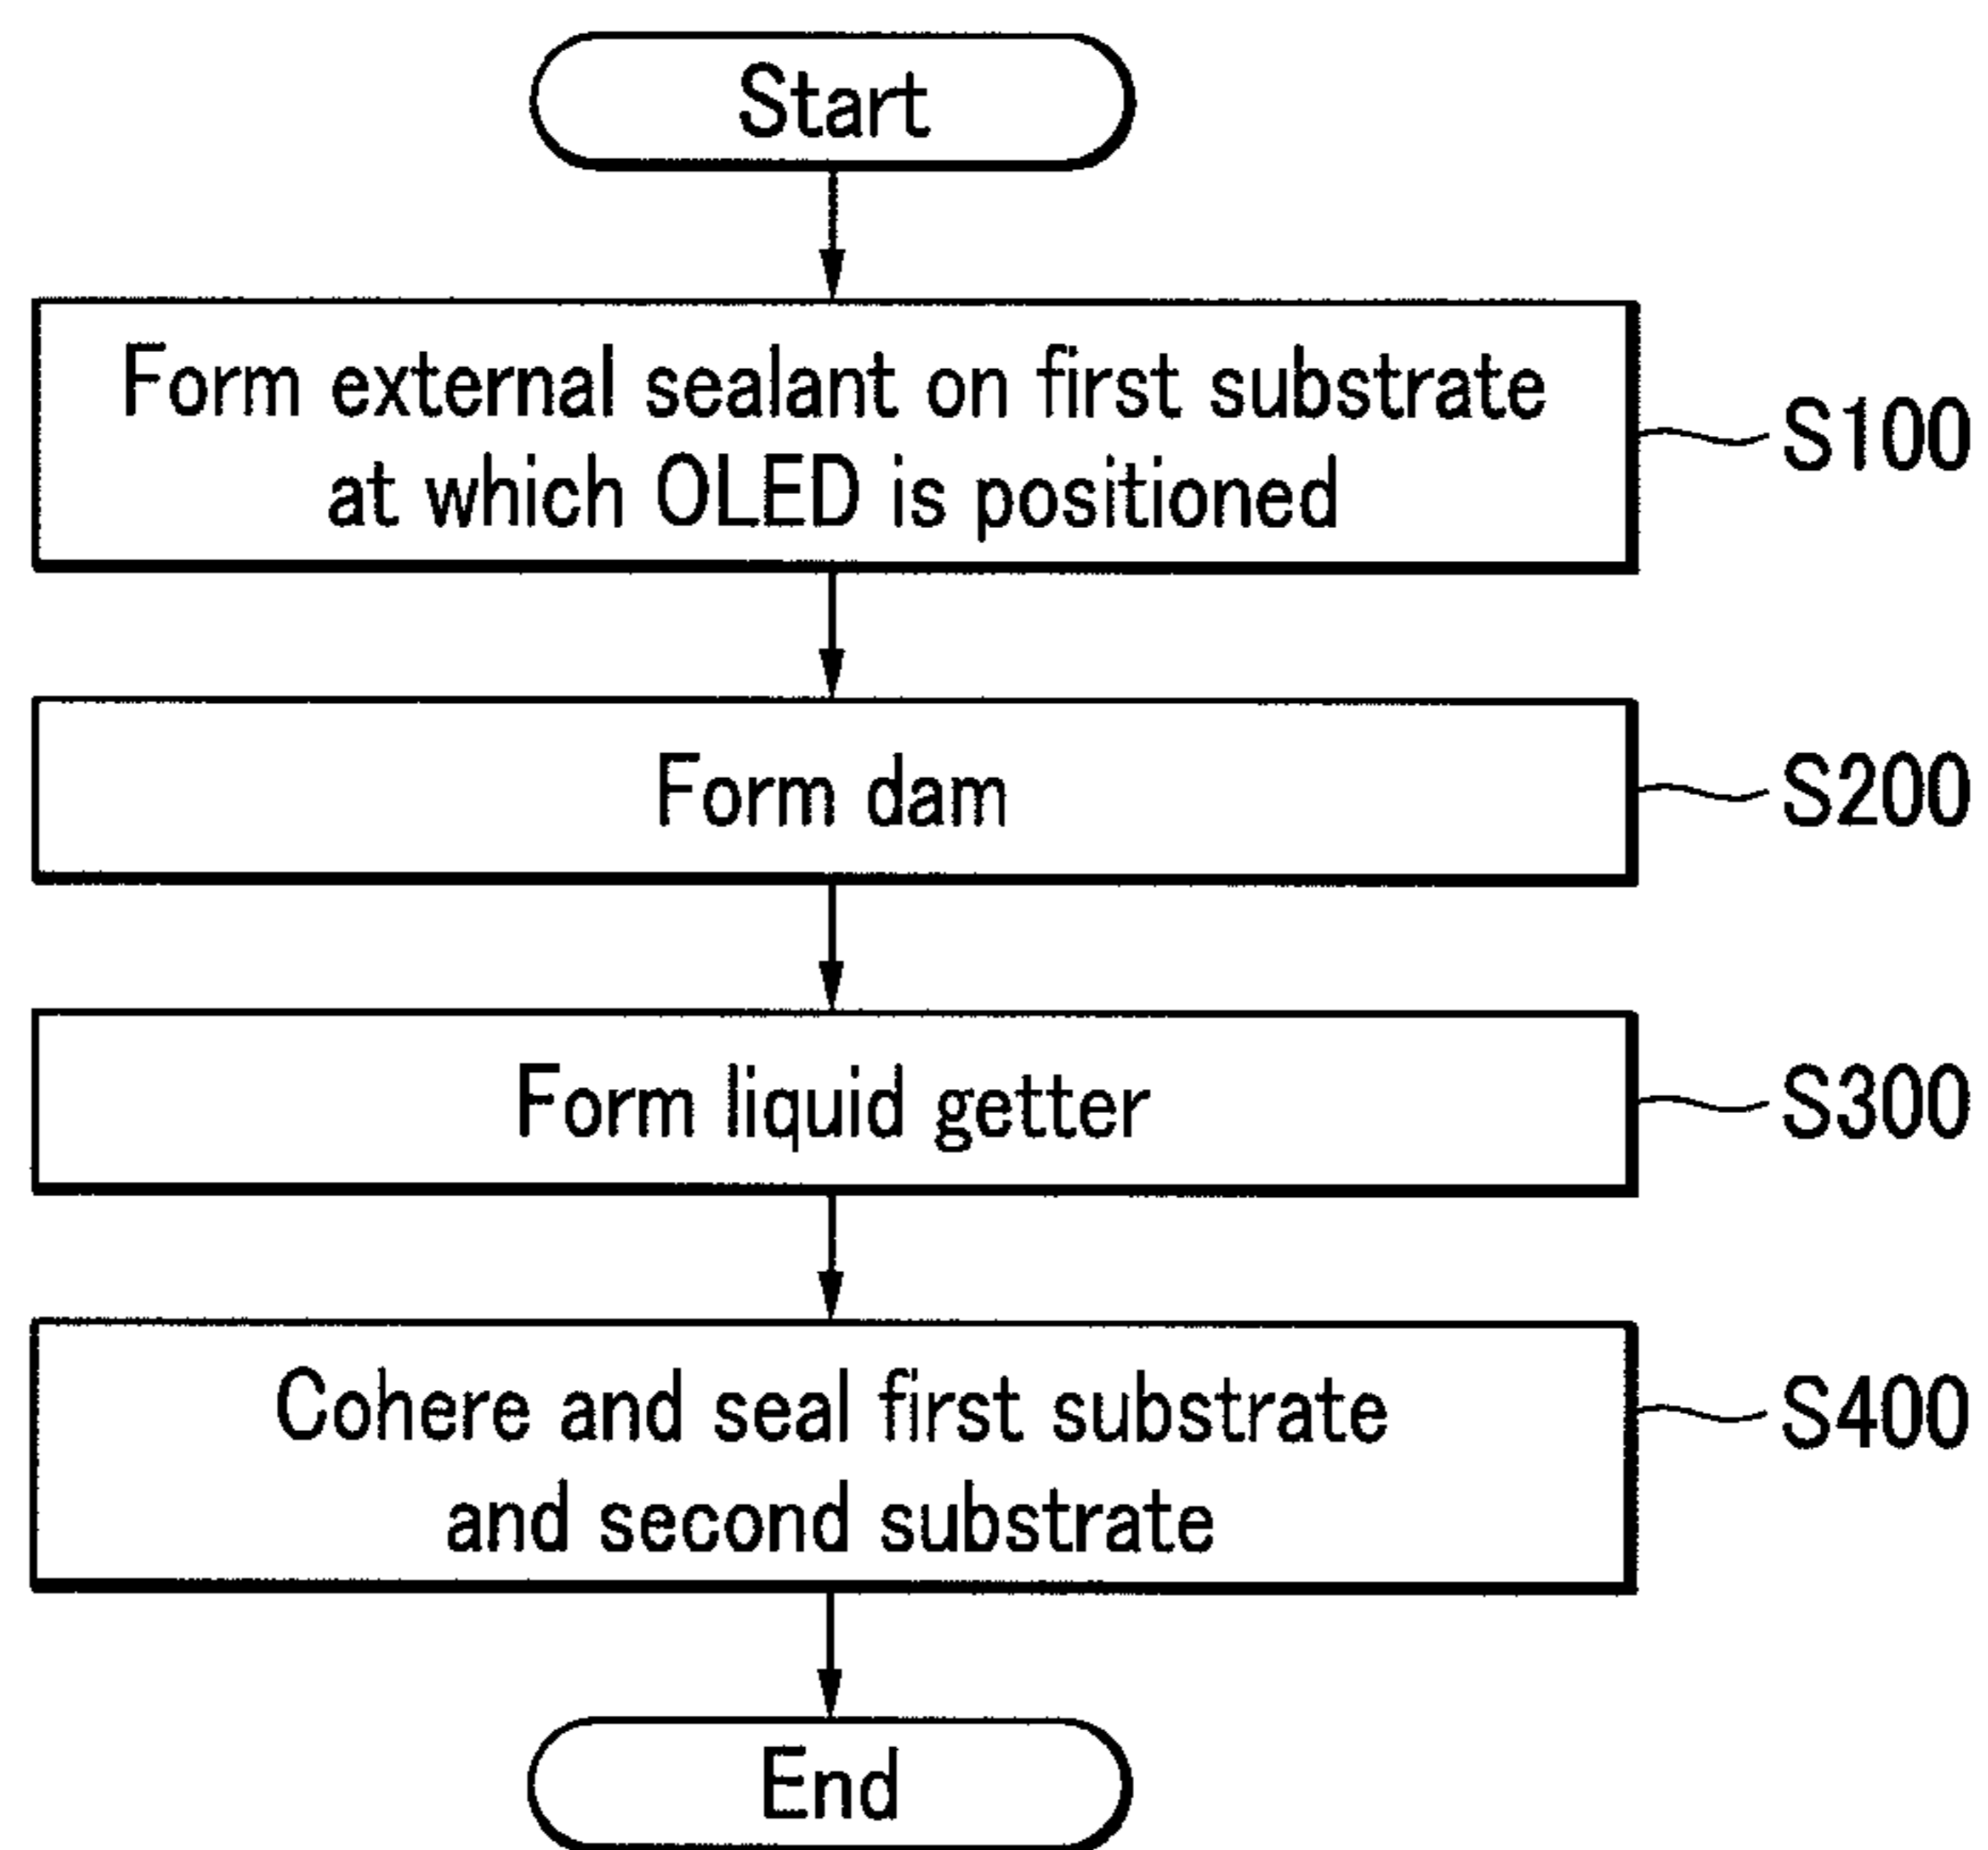 Start
Form external sealant on first substrate
at which OLED is positioned
S100
Form dam
S200
Form liquid getter
S300
Cohere and seal first substrate
and second substrate
S400
End